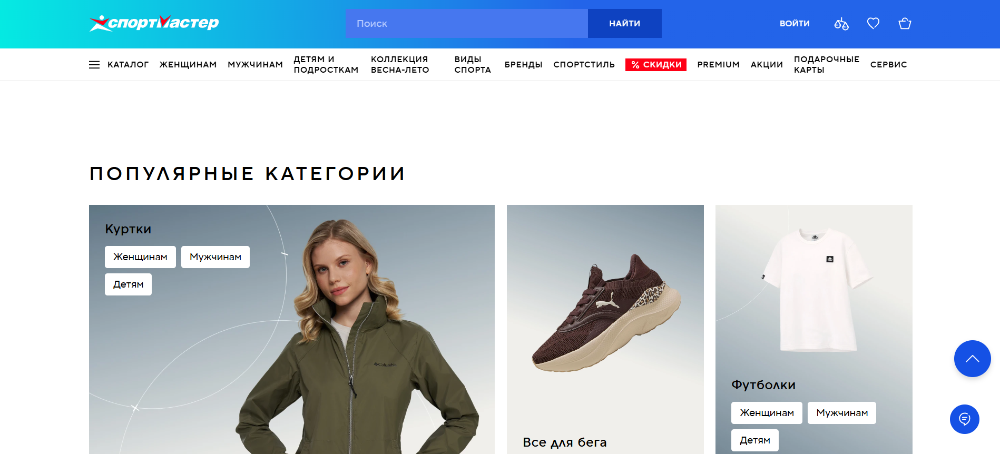 спортмастер
Поиск
НАЙТИ
ВОЙТИ
КАТАЛОГ
ЖЕНЩИНАМ
МУЖЧИНАМ
ДЕТЯМ И
ПОДРОСТКАМ
КОЛЛЕКЦИЯ
ВЕСНА-ЛЕТО
ВИДЫ
СПОРТА
БРЕНДЫ
СПОРТСТИЛЬ
% СКИДКИ
PREMIUM
АКЦИИ
ПОДАРОЧНЫЕ
КАРТЫ
СЕРВИС
ПОПУЛЯРНЫЕ КАТЕГОРИИ
Куртки
Женщинам
Мужчинам
Детям
Columbia
Все для бега
Футболки
Женщинам
Мужчинам
Детям